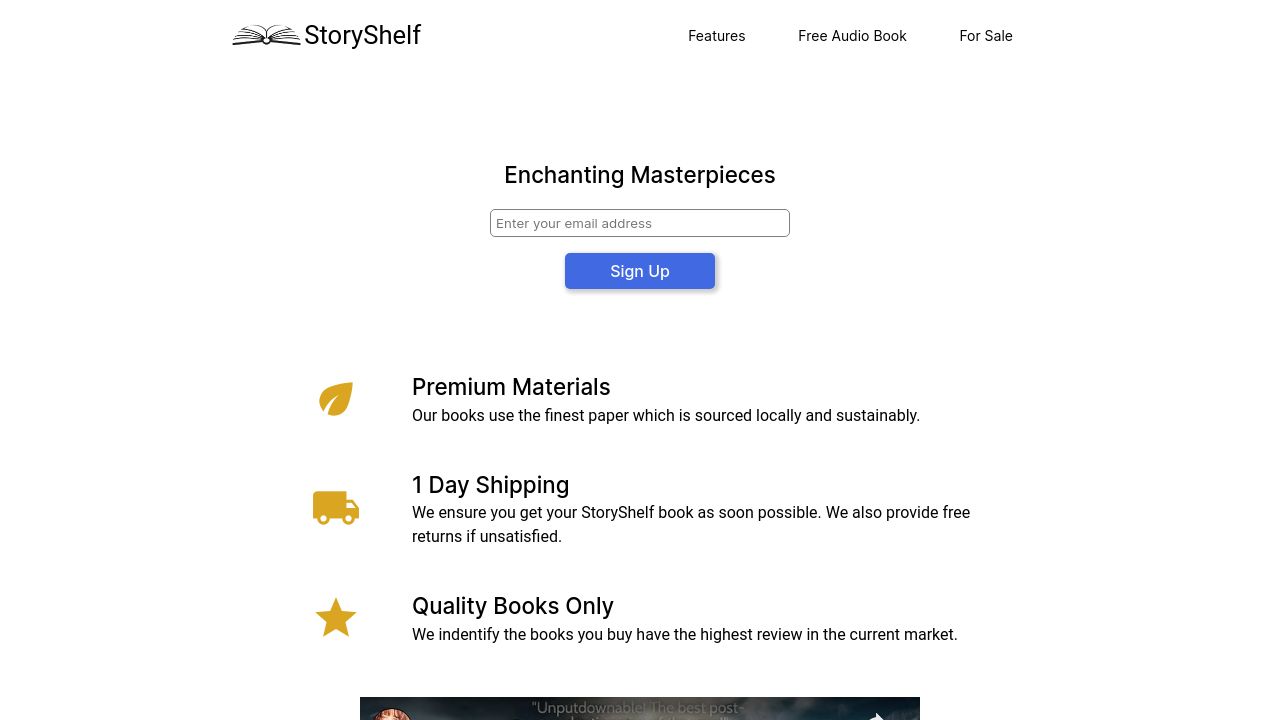 StoryShelf
Features
Free Audio Book
For Sale
Enchanting Masterpieces
Enter your email address
Sign Up
Premium Materials
Our books use the finest paper which is sourced locally and sustainably.
1 Day Shipping
We ensure you get your StoryShelf book as soon possible. We also provide free
returns if unsatisfied.
Quality Books Only
We indentify the books you buy have the highest review in the current market.
"Unputdownable! The best post-